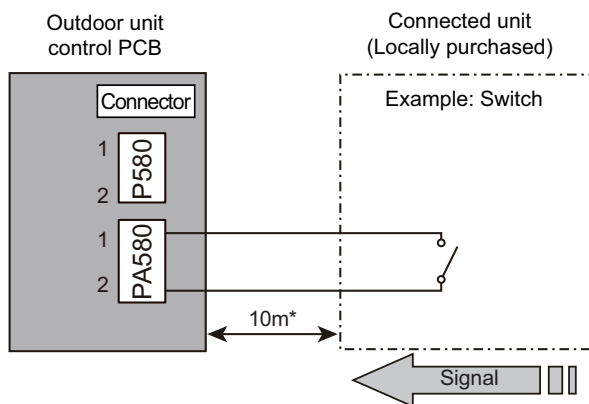 Outdoor unit
control PCB
Connected unit
(Locally purchased)
Connector
Example: Switch
1
P580
2
1
PA580
2
10m*
Signal